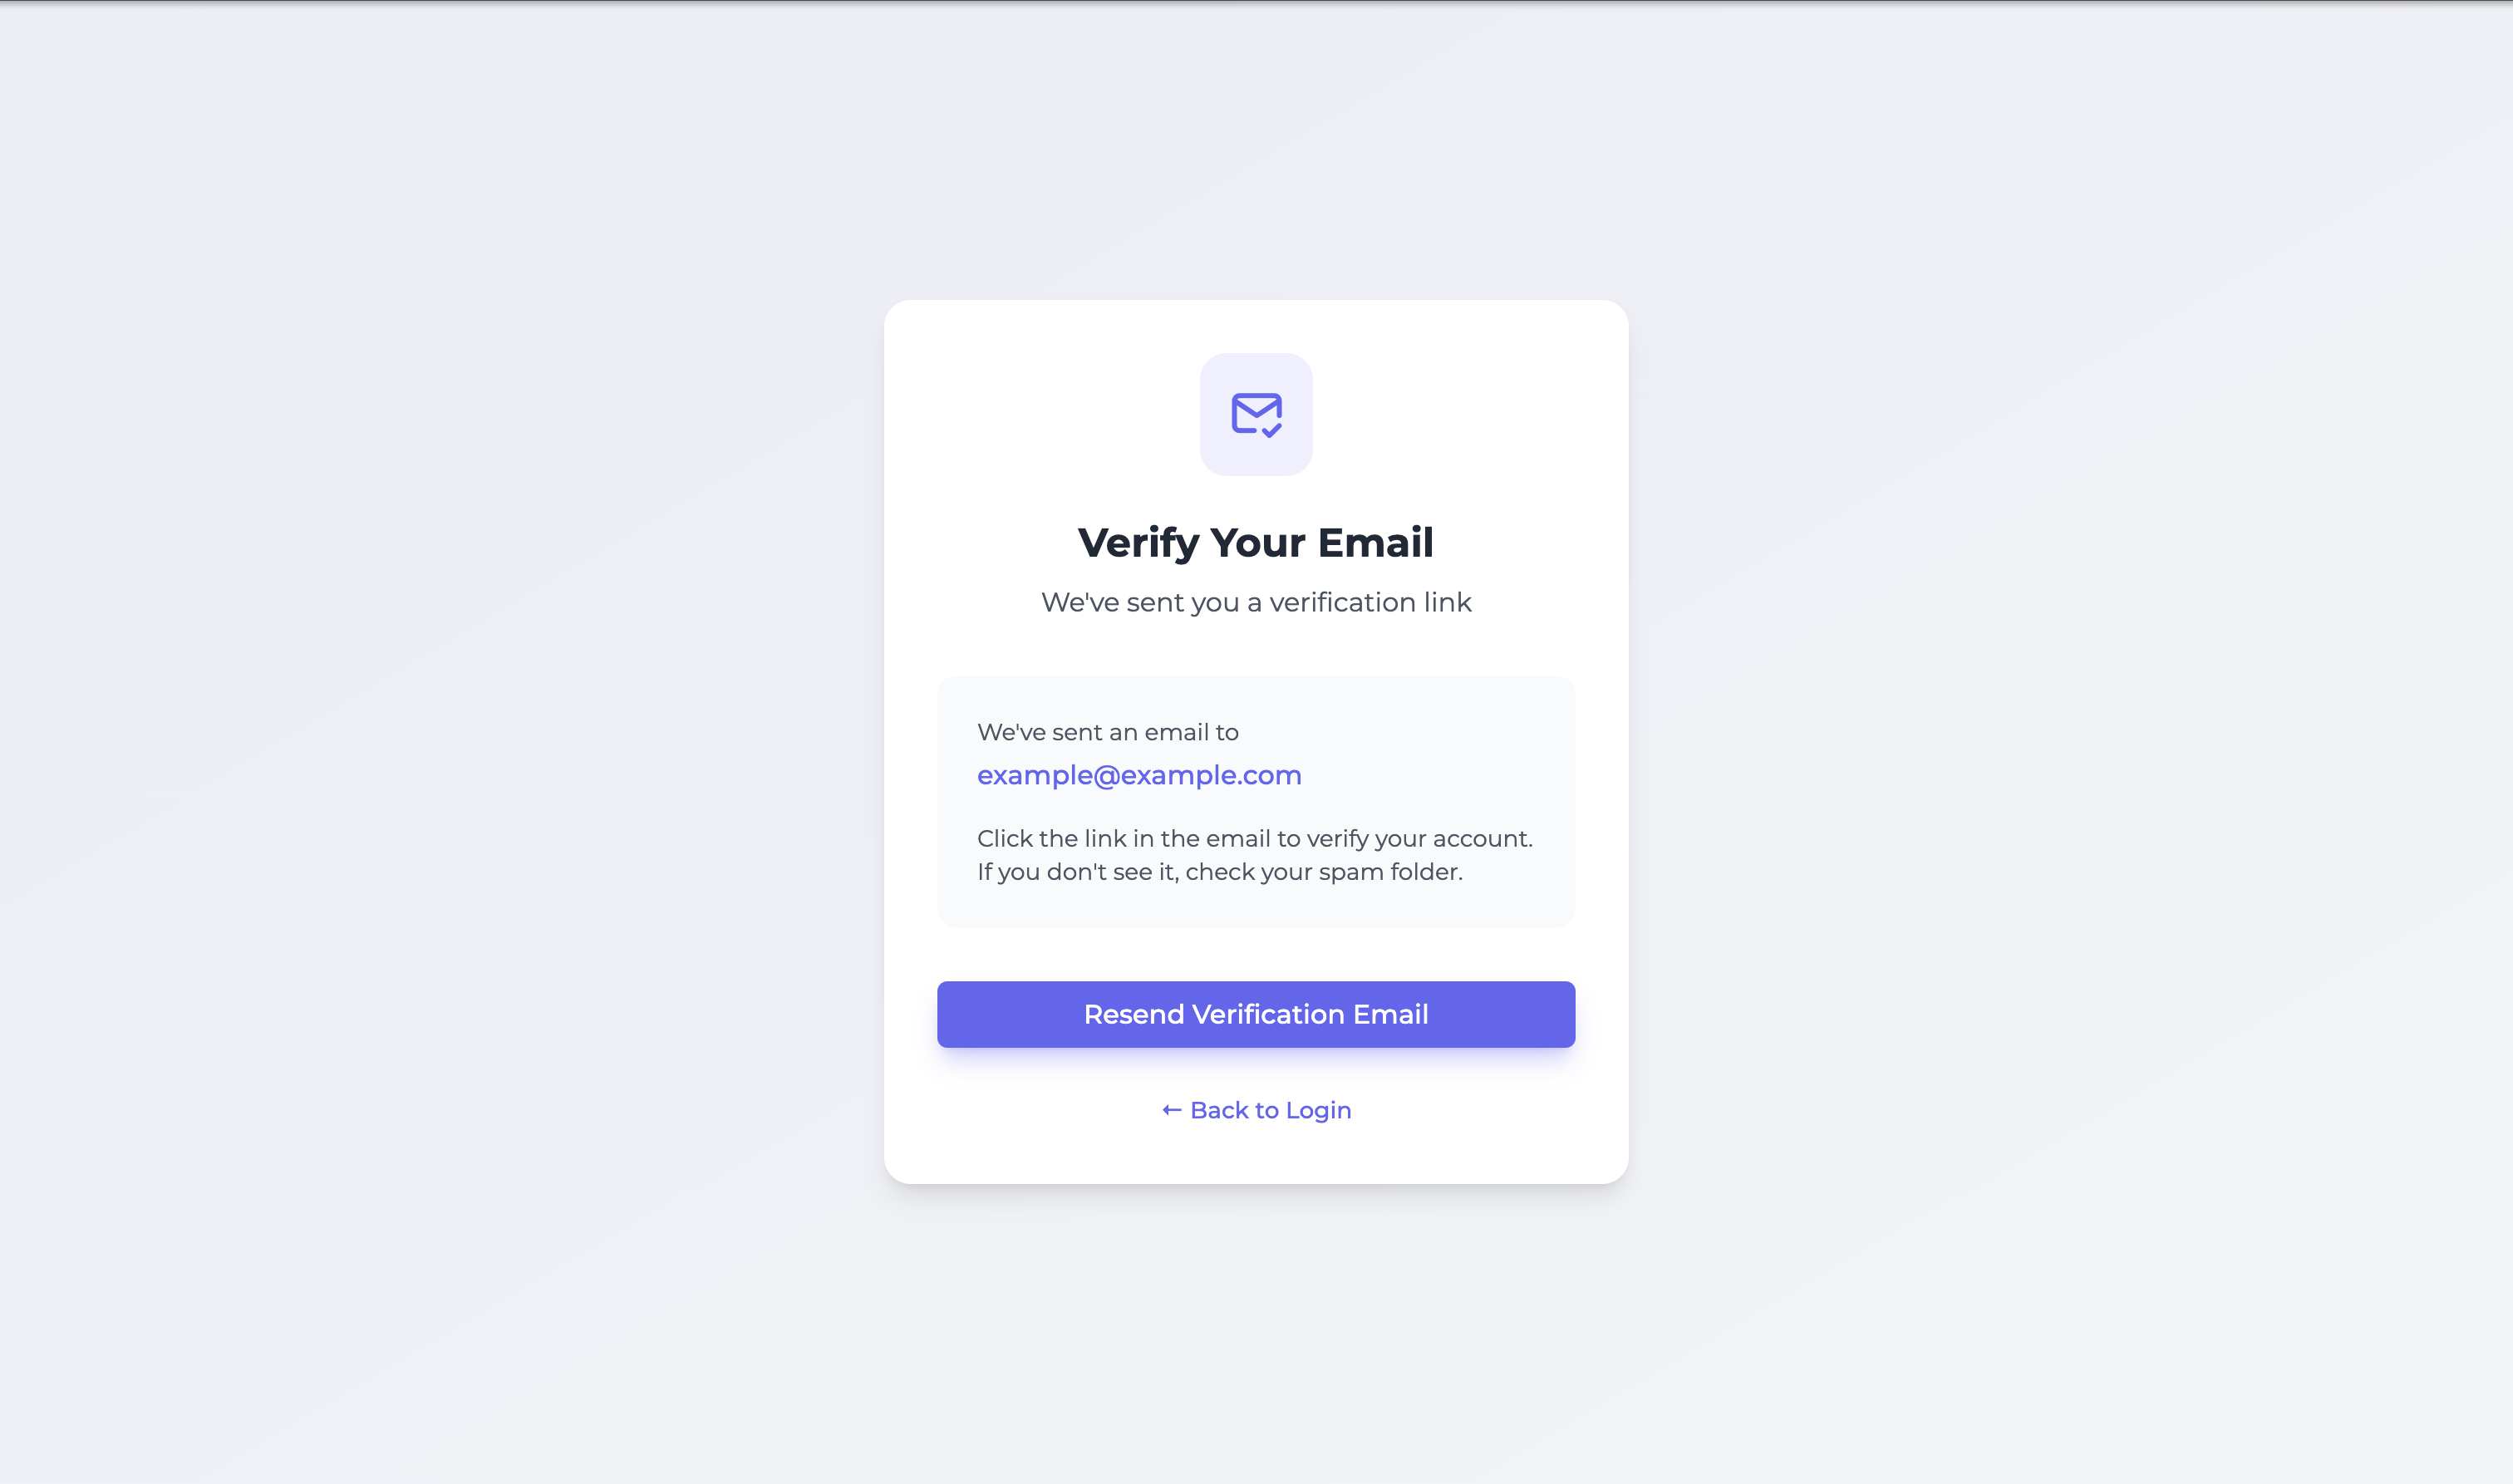 Verify Your Email
We've sent you a verification link
We've sent an email to
example@example.com
Click the link in the email to verify your account.
If you don't see it, check your spam folder.
Resend Verification Email
← Back to Login